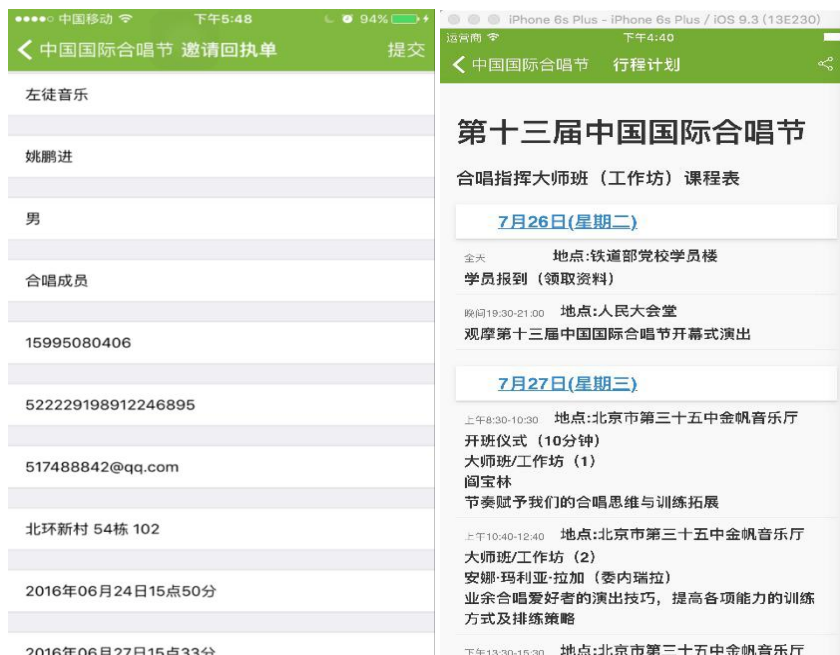 中国移动 下午5:48 94%
中国国际合唱节 邀请回执单 提交
左徒音乐
姚鹏进
男
合唱成员
15995080406
522229198912246895
517488842@qq.com
北环新村 54栋 102
2016年06月24日15点50分
2016年06月27日15点33分
iPhone 6s Plus - iPhone 6s Plus / iOS 9.3 (13E230)
运营商 下午4:40
中国国际合唱节 行程计划
第十三届中国国际合唱节
合唱指挥大师班（工作坊）课程表
7月26日(星期二)
全天 地点:铁道部党校学员楼
学员报到（领取资料）
晚间19:30-21:00 地点:人民大会堂
观摩第十三届中国国际合唱节开幕式演出
7月27日(星期三)
上午8:30-10:30 地点:北京市第三十五中金帆音乐厅
开班仪式（10分钟）
大师班/工作坊（1）
阎宝林
节奏赋予我们的合唱思维与训练拓展
上午10:40-12:40 地点:北京市第三十五中金帆音乐厅
大师班/工作坊（2）
安娜·玛利亚·拉加（委内瑞拉）
业余合唱爱好者的演出技巧，提高各项能力的训练
方式及排练策略
下午13:30-15:30 地点:北京市第三十五中金帆音乐厅